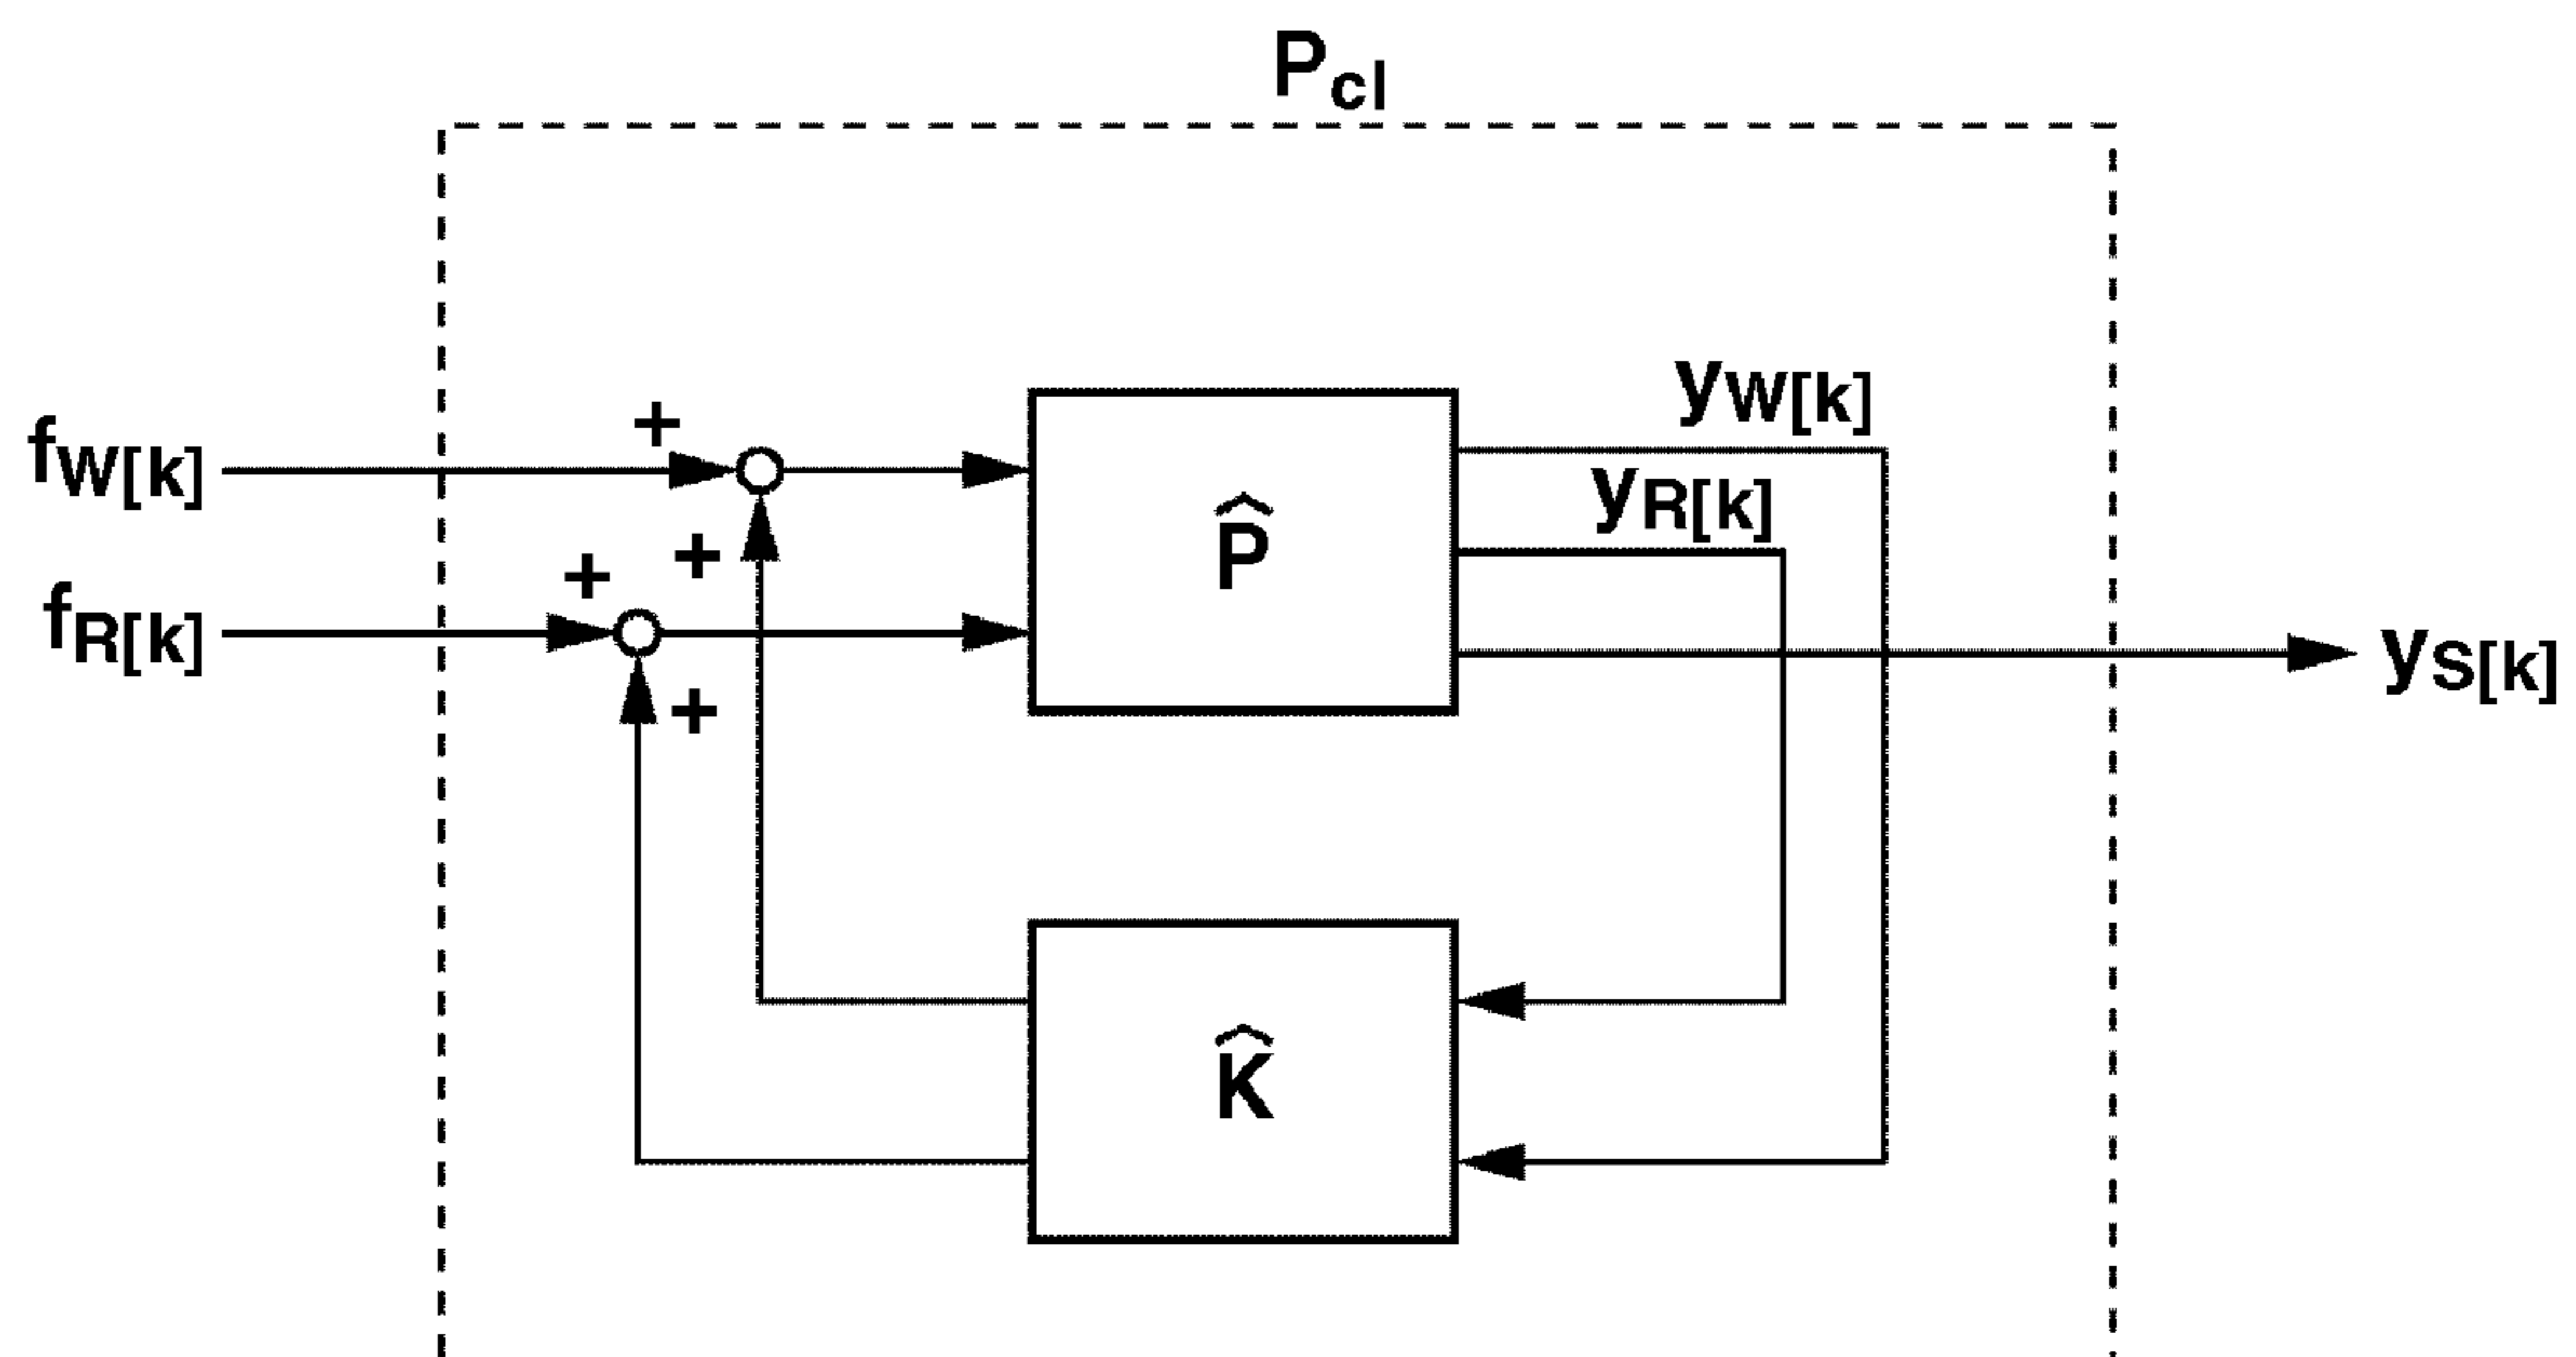 Pcl
+
yW[k]
fW[k]
yR[k]
+
+
P̂
fR[k]
yS[k]
+
K̂